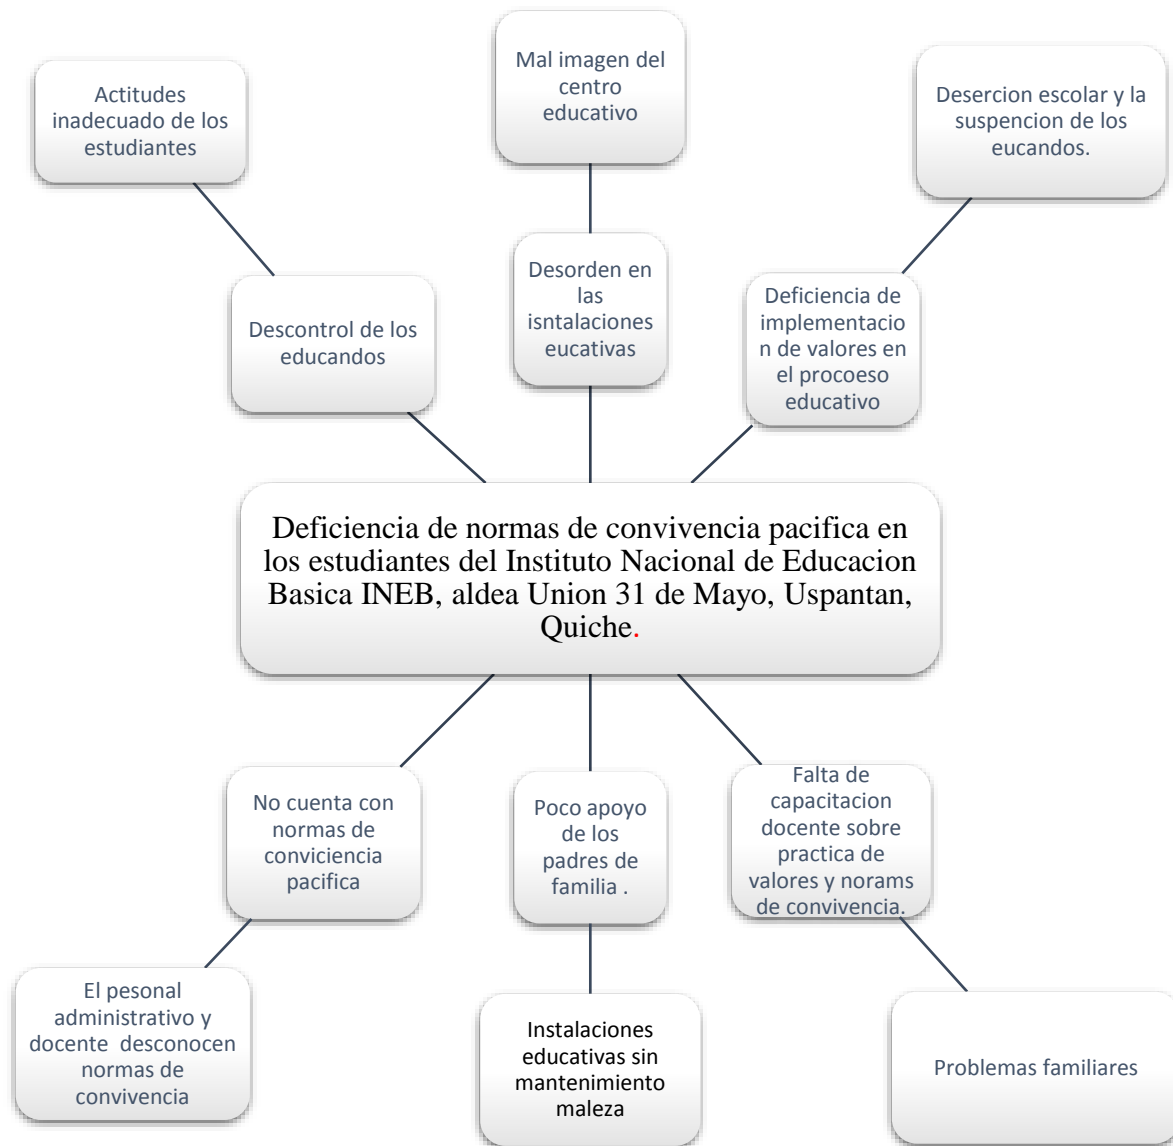 Mal imagen del
centro
educativo
Actitudes
inadecuado de los
estudiantes
Desercion escolar y la
suspencion de los
eucandos.
Descontrol de los
educandos
Desorden en
las
isntalaciones
eucativas
Deficiencia de
implementacio
n de valores en
el procoeso
educativo
Deficiencia de normas de convivencia pacifica en
los estudiantes del Instituto Nacional de Educacion
Basica INEB, aldea Union 31 de Mayo, Uspantan,
Quiche.
No cuenta con
normas de
conviciencia
pacifica
Poco apoyo
de los
padres de
familia .
Falta de
capacitacion
docente sobre
practica de
valores y norams
de convivencia.
El pesonal
administrativo y
docente desconocen
normas de
convivencia
Instalaciones
educativas sin
mantenimiento
maleza
Problemas familiares